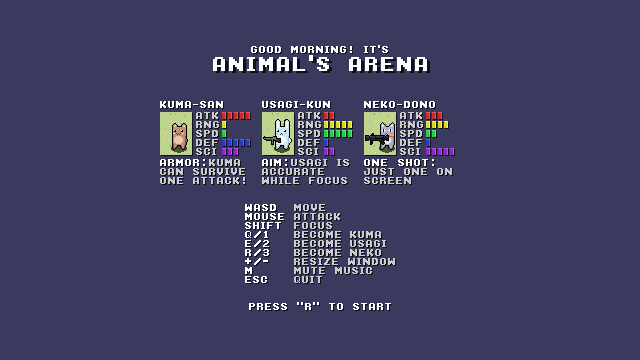 GOOD MORNING! IT'S
ANIMAL'S ARENA
KUMA-SAN
ATK
RNG
SPD
DEF
SCI
ARMOR:KUMA
CAN SURVIVE
ONE ATTACK!
USAGI-KUN
ATK
RNG
SPD
DEF
SCI
AIM:USAGI IS
ACCURATE
WHILE FOCUS
NEKO-DONO
ATK
RNG
SPD
DEF
SCI
ONE SHOT:
JUST ONE ON
SCREEN
WASD MOVE
MOUSE ATTACK
SHIFT FOCUS
Q/1 BECOME KUMA
E/2 BECOME USAGI
R/3 BECOME NEKO
+/- RESIZE WINDOW
M MUTE MUSIC
ESC QUIT
PRESS "R" TO START